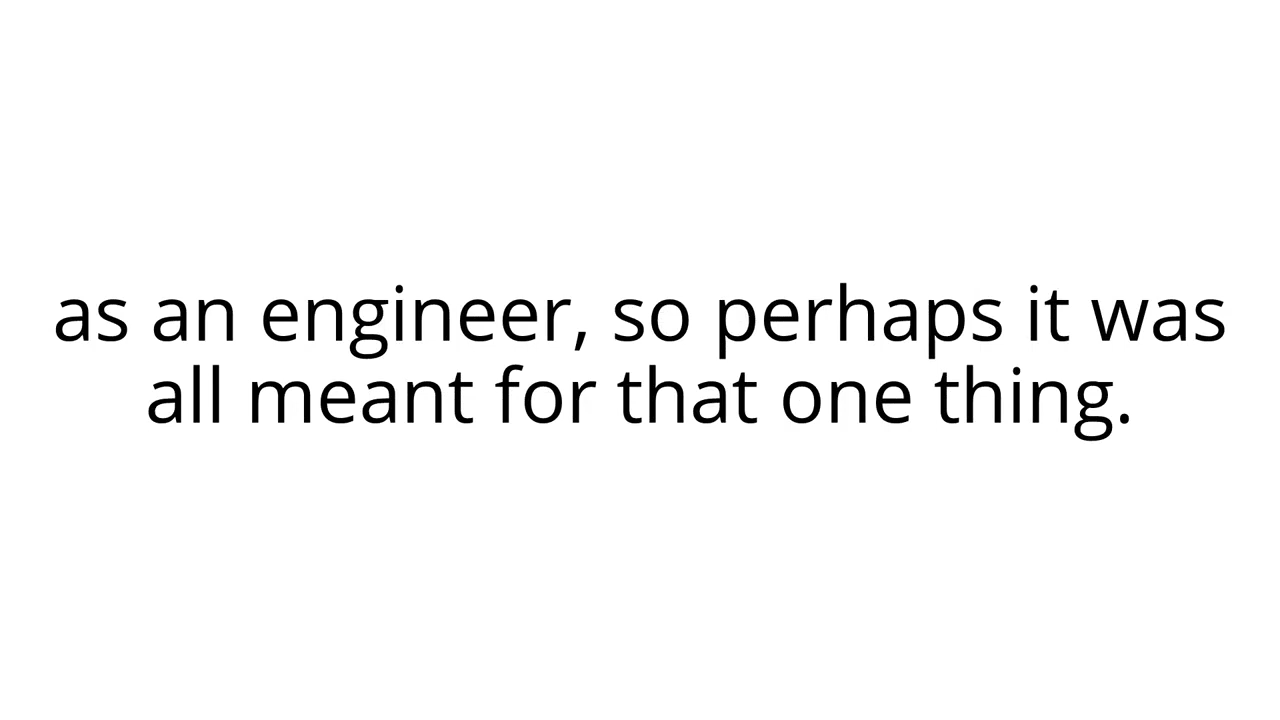 as an engineer, so perhaps it was
all meant for that one thing.